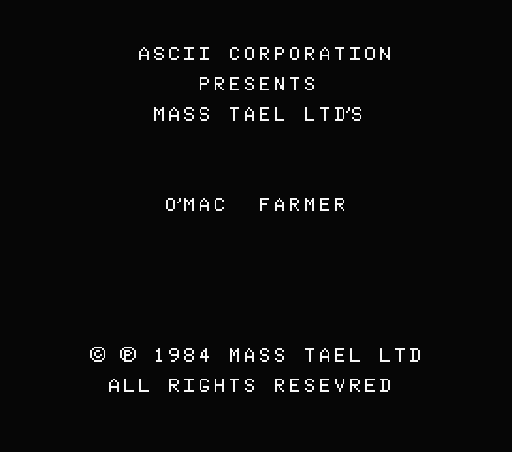 ASCII CORPORATION
PRESENTS
MASS TAEL LTD'S
O'MAC FARMER
© ℗ 1984 MASS TAEL LTD
ALL RIGHTS RESEVRED